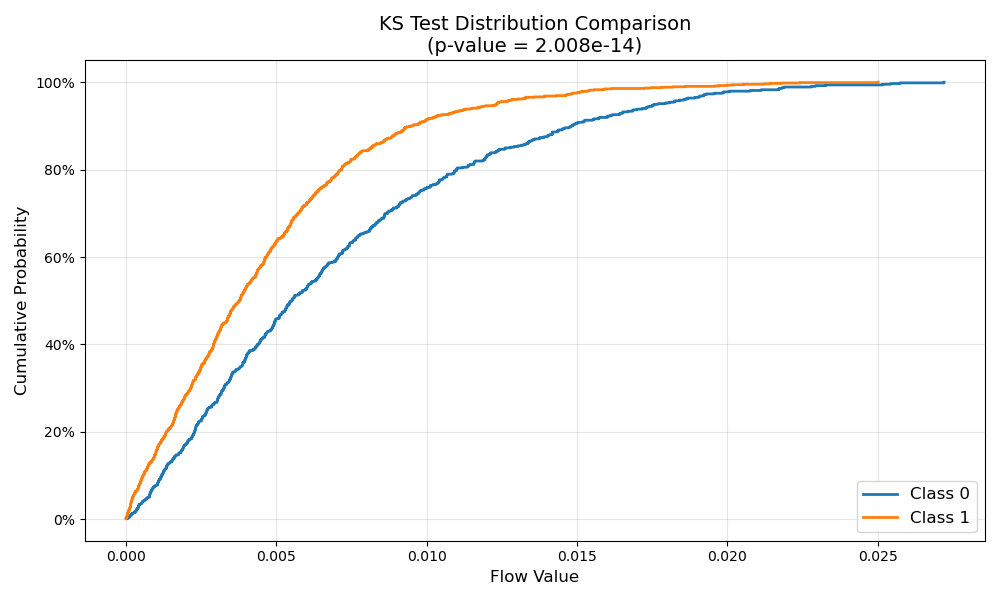 KS Test Distribution Comparison
(p-value = 2.008e-14)
Cumulative Probability
100%
80%
60%
40%
20%
0%
Class 0
Class 1
0.000 0.005 0.010 0.015 0.020 0.025
Flow Value